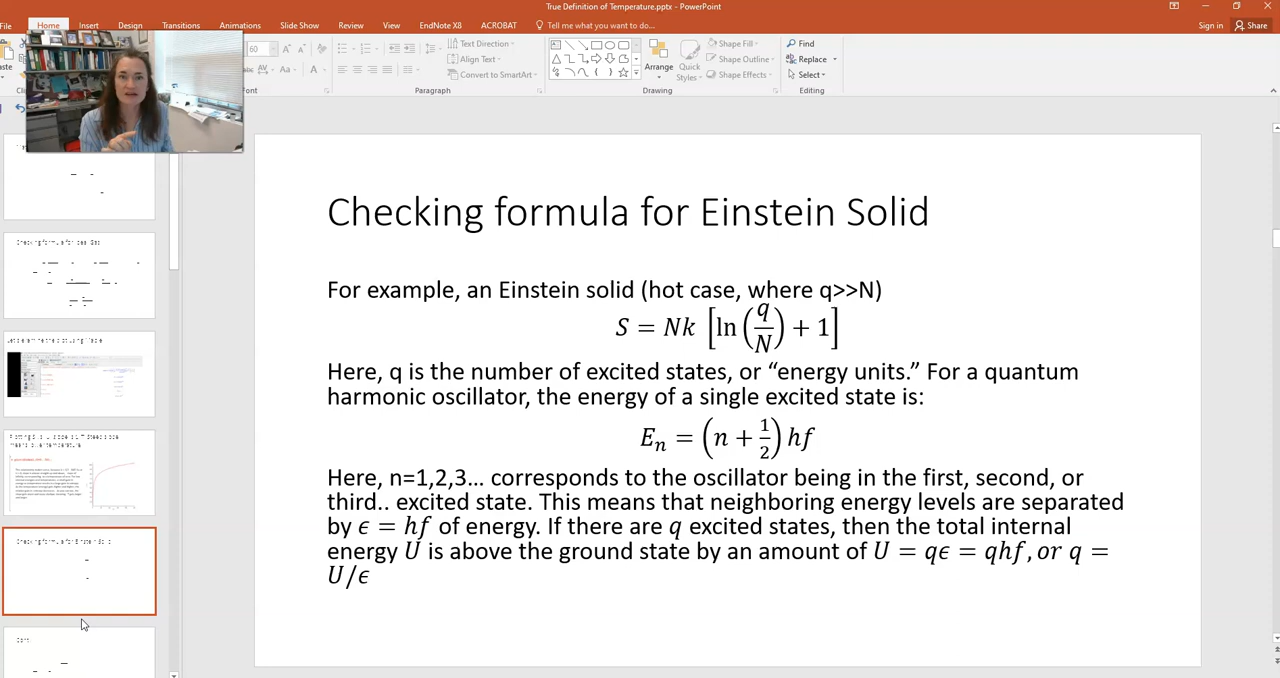 True Definition of Temperature.pptx - PowerPoint
File Home Insert Design Transitions Animations Slide Show Review View EndNote X8 ACROBAT Tell me what you want to do... Sign in Share
60 A A Text Direction Shape Fill Find
Align Text Arrange Quick Styles Shape Outline Replace
Aa A Convert to SmartArt Shape Effects Select
Font Paragraph Drawing Editing
Checking formula for Einstein Solid
For example, an Einstein solid (hot case, where q>>N)
S = Nk [ln(q/N) + 1]
Here, q is the number of excited states, or “energy units.” For a quantum
harmonic oscillator, the energy of a single excited state is:
Eₙ = (n + 1/2) hf
Here, n=1,2,3... corresponds to the oscillator being in the first, second, or
third.. excited state. This means that neighboring energy levels are separated
by ϵ = hf of energy. If there are q excited states, then the total internal
energy U is above the ground state by an amount of U = qϵ = qhf, or q =
U/ϵ